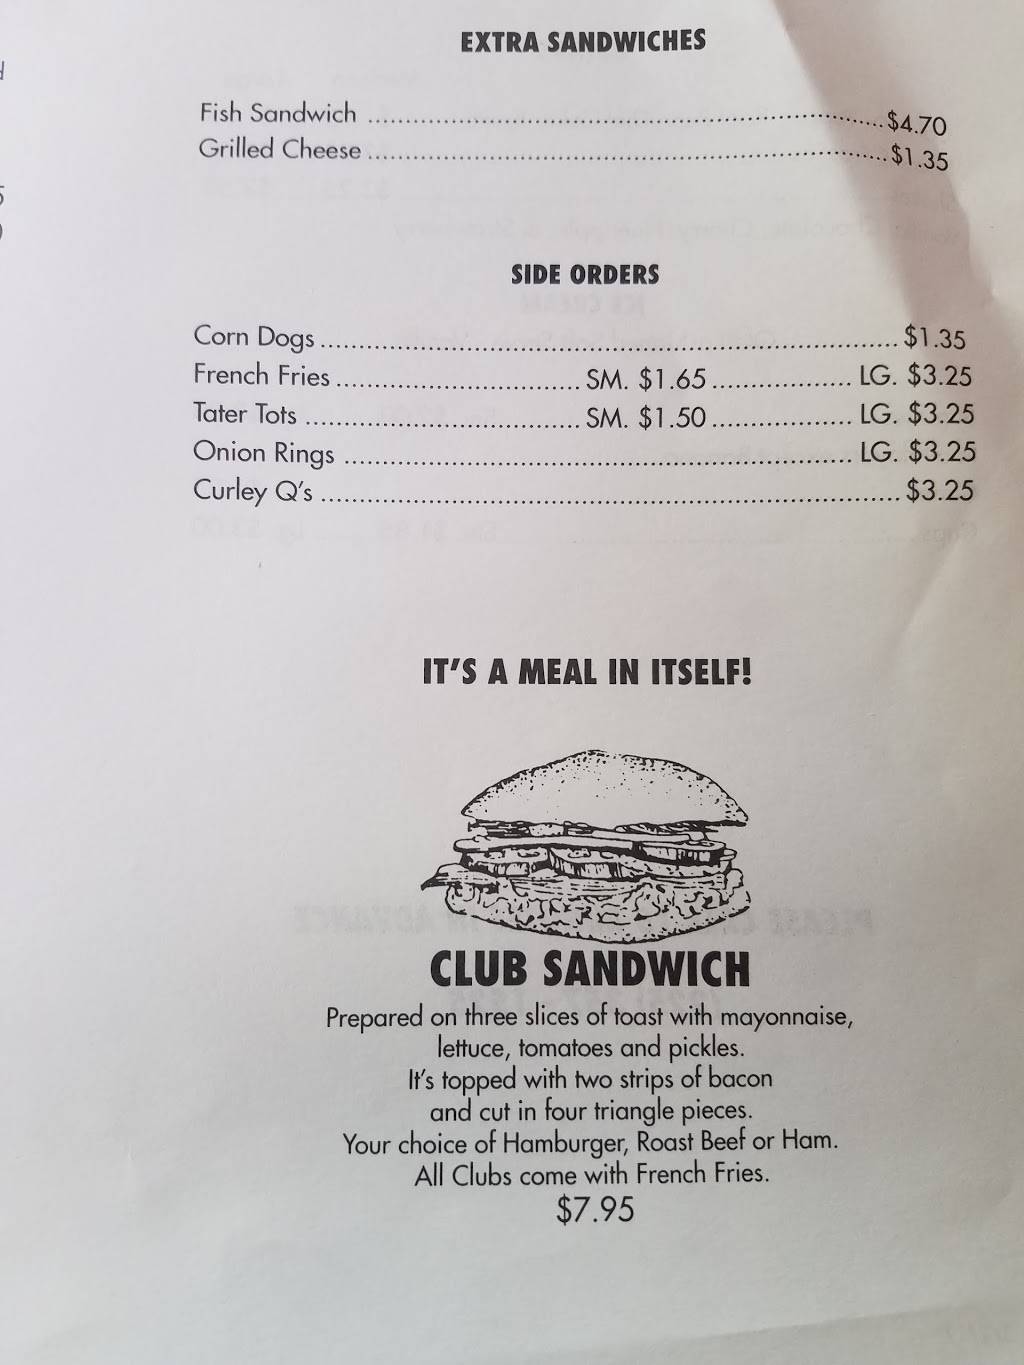 EXTRA SANDWICHES
Fish Sandwich ........ $4.70
Grilled Cheese ........ $1.35
SIDE ORDERS
Corn Dogs ........ $1.35
French Fries ........ SM. $1.65 ........ LG. $3.25
Tater Tots ........ SM. $1.50 ........ LG. $3.25
Onion Rings ........ LG. $3.25
Curley Q's ........ $3.25
IT'S A MEAL IN ITSELF!
CLUB SANDWICH
Prepared on three slices of toast with mayonnaise,
lettuce, tomatoes and pickles.
It's topped with two strips of bacon
and cut in four triangle pieces.
Your choice of Hamburger, Roast Beef or Ham.
All Clubs come with French Fries.
$7.95